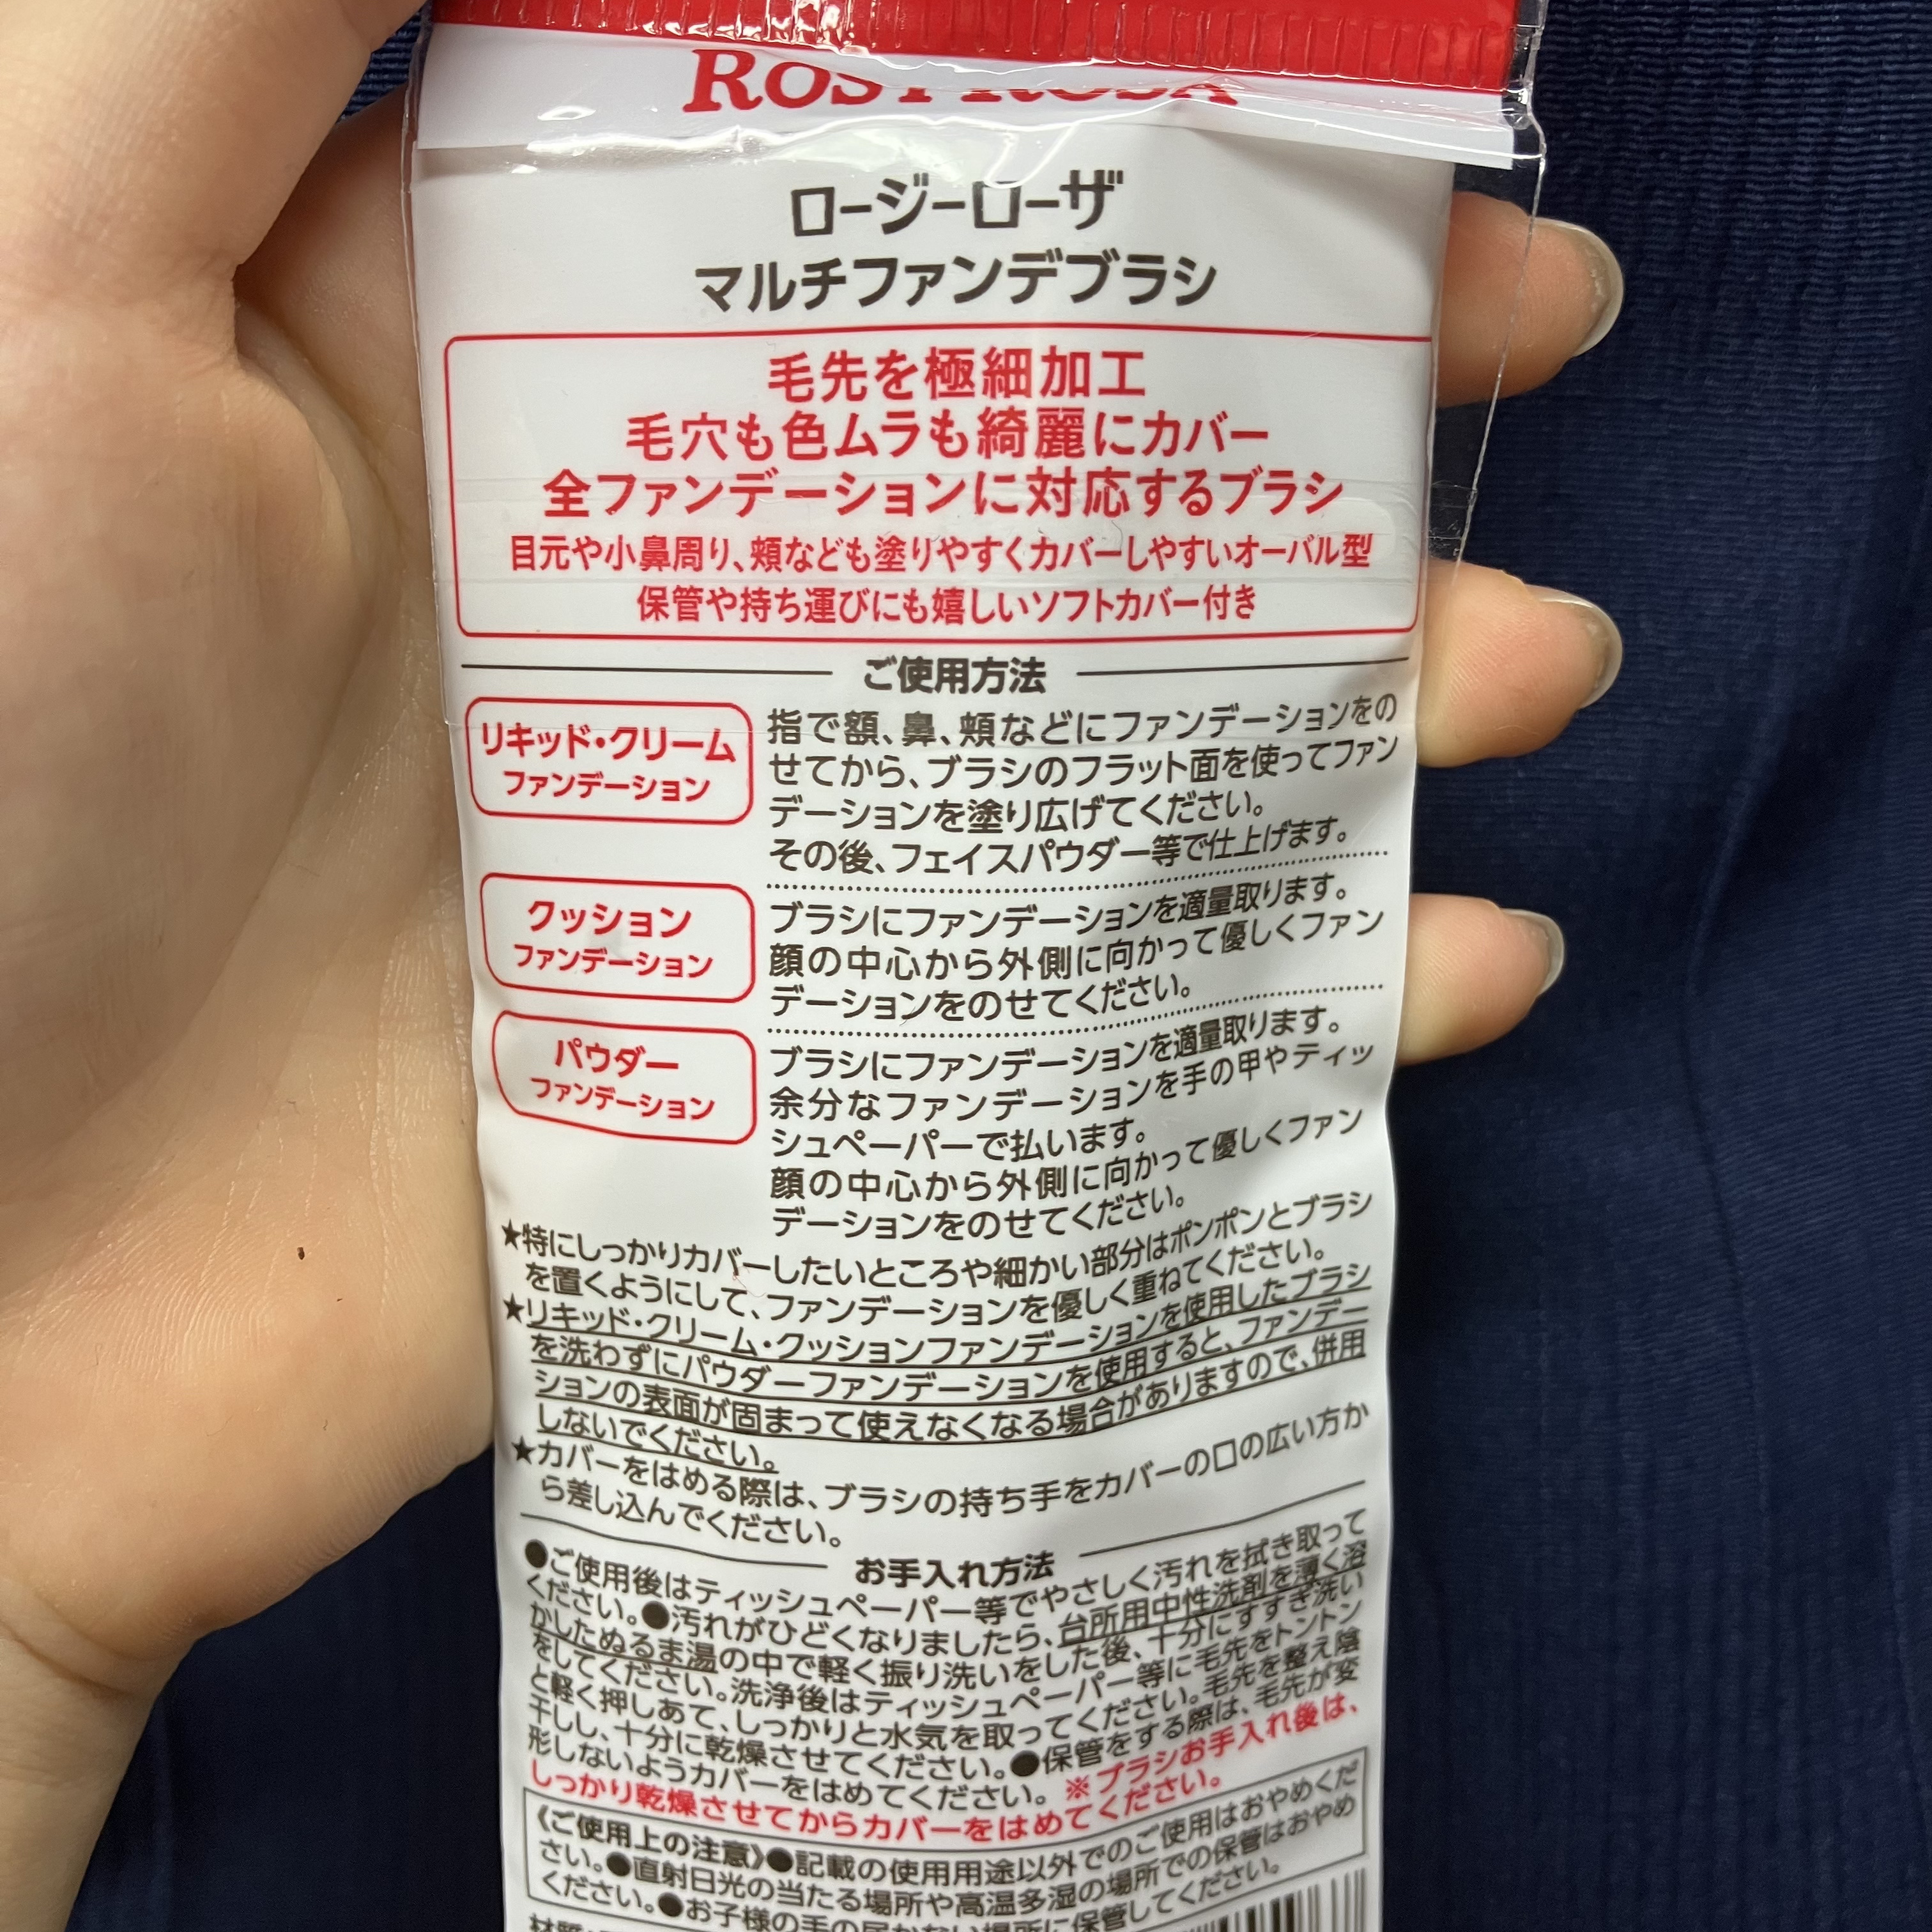 ROSY ROSA
ロージーローザ
マルチファンデブラシ
毛先を極細加工
毛穴も色ムラも綺麗にカバー
全ファンデーションに対応するブラシ
目元や小鼻周り、頬なども塗りやすくカバーしやすいオーバル型
保管や持ち運びにも嬉しいソフトカバー付き
ご使用方法
リキッド・クリーム
ファンデーション
指で額、鼻、頬などにファンデーションをの
せてから、ブラシのフラット面を使ってファン
デーションを塗り広げてください。
その後、フェイスパウダー等で仕上げます。
クッション
ファンデーション
ブラシにファンデーションを適量取ります。
顔の中心から外側に向かって優しくファン
デーションをのせてください。
パウダー
ファンデーション
ブラシにファンデーションを適量取ります。
余分なファンデーションを手の甲やティッ
シュペーパーで払います。
顔の中心から外側に向かって優しくファン
デーションをのせてください。
★特にしっかりカバーしたいところや細かい部分はポンポンとブラシ
を置くようにして、ファンデーションを優しく重ねてください。
★リキッド・クリーム・クッションファンデーションを使用したブラシ
を洗わずにパウダーファンデーションを使用すると、ファンデー
ションの表面が固まって使えなくなる場合がありますので、併用
しないでください。
★カバーをはめる際は、ブラシの持ち手をカバーの口の広い方か
ら差し込んでください。
お手入れ方法
●ご使用後はティッシュペーパー等でやさしく汚れを拭き取って
ください。●汚れがひどくなりましたら、台所用中性洗剤を薄く溶
かしたぬるま湯の中で軽く振り洗いをした後、十分にすすぎ洗い
をしてください。洗浄後はティッシュペーパー等に毛先をトントン
と軽く押しあて、しっかりと水気を取ってください。毛先を整え陰
干しし、十分に乾燥させてください。●保管をする際は、毛先が変
形しないようカバーをはめてください。※ブラシお手入れ後は、
しっかり乾燥させてからカバーをはめてください。
《ご使用上の注意》●記載の使用用途以外でのご使用はおやめくだ
さい。●直射日光の当たる場所や高温多湿の場所での保管はおやめ
ください。●お子様の手の届かない場所に保管してください。